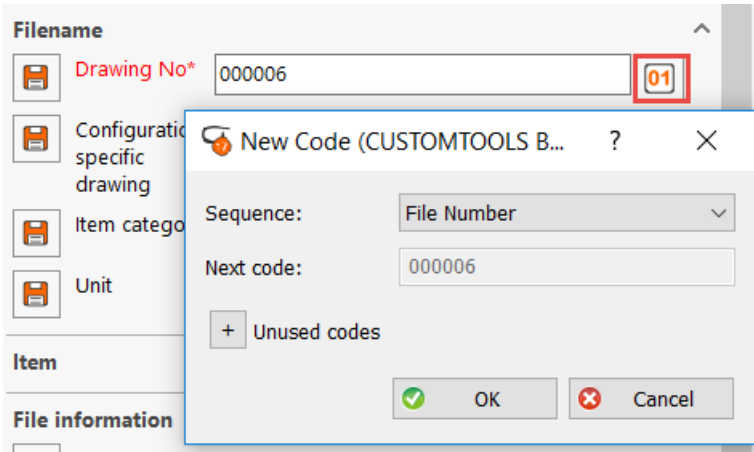 Filename
Drawing No*
000006
01
Configuratic
specific
drawing
New Code (CUSTOMTOOLS B...
?
Sequence:
File Number
Item catego
Next code:
000006
Unit
+
Unused codes
Item
OK
Cancel
File information